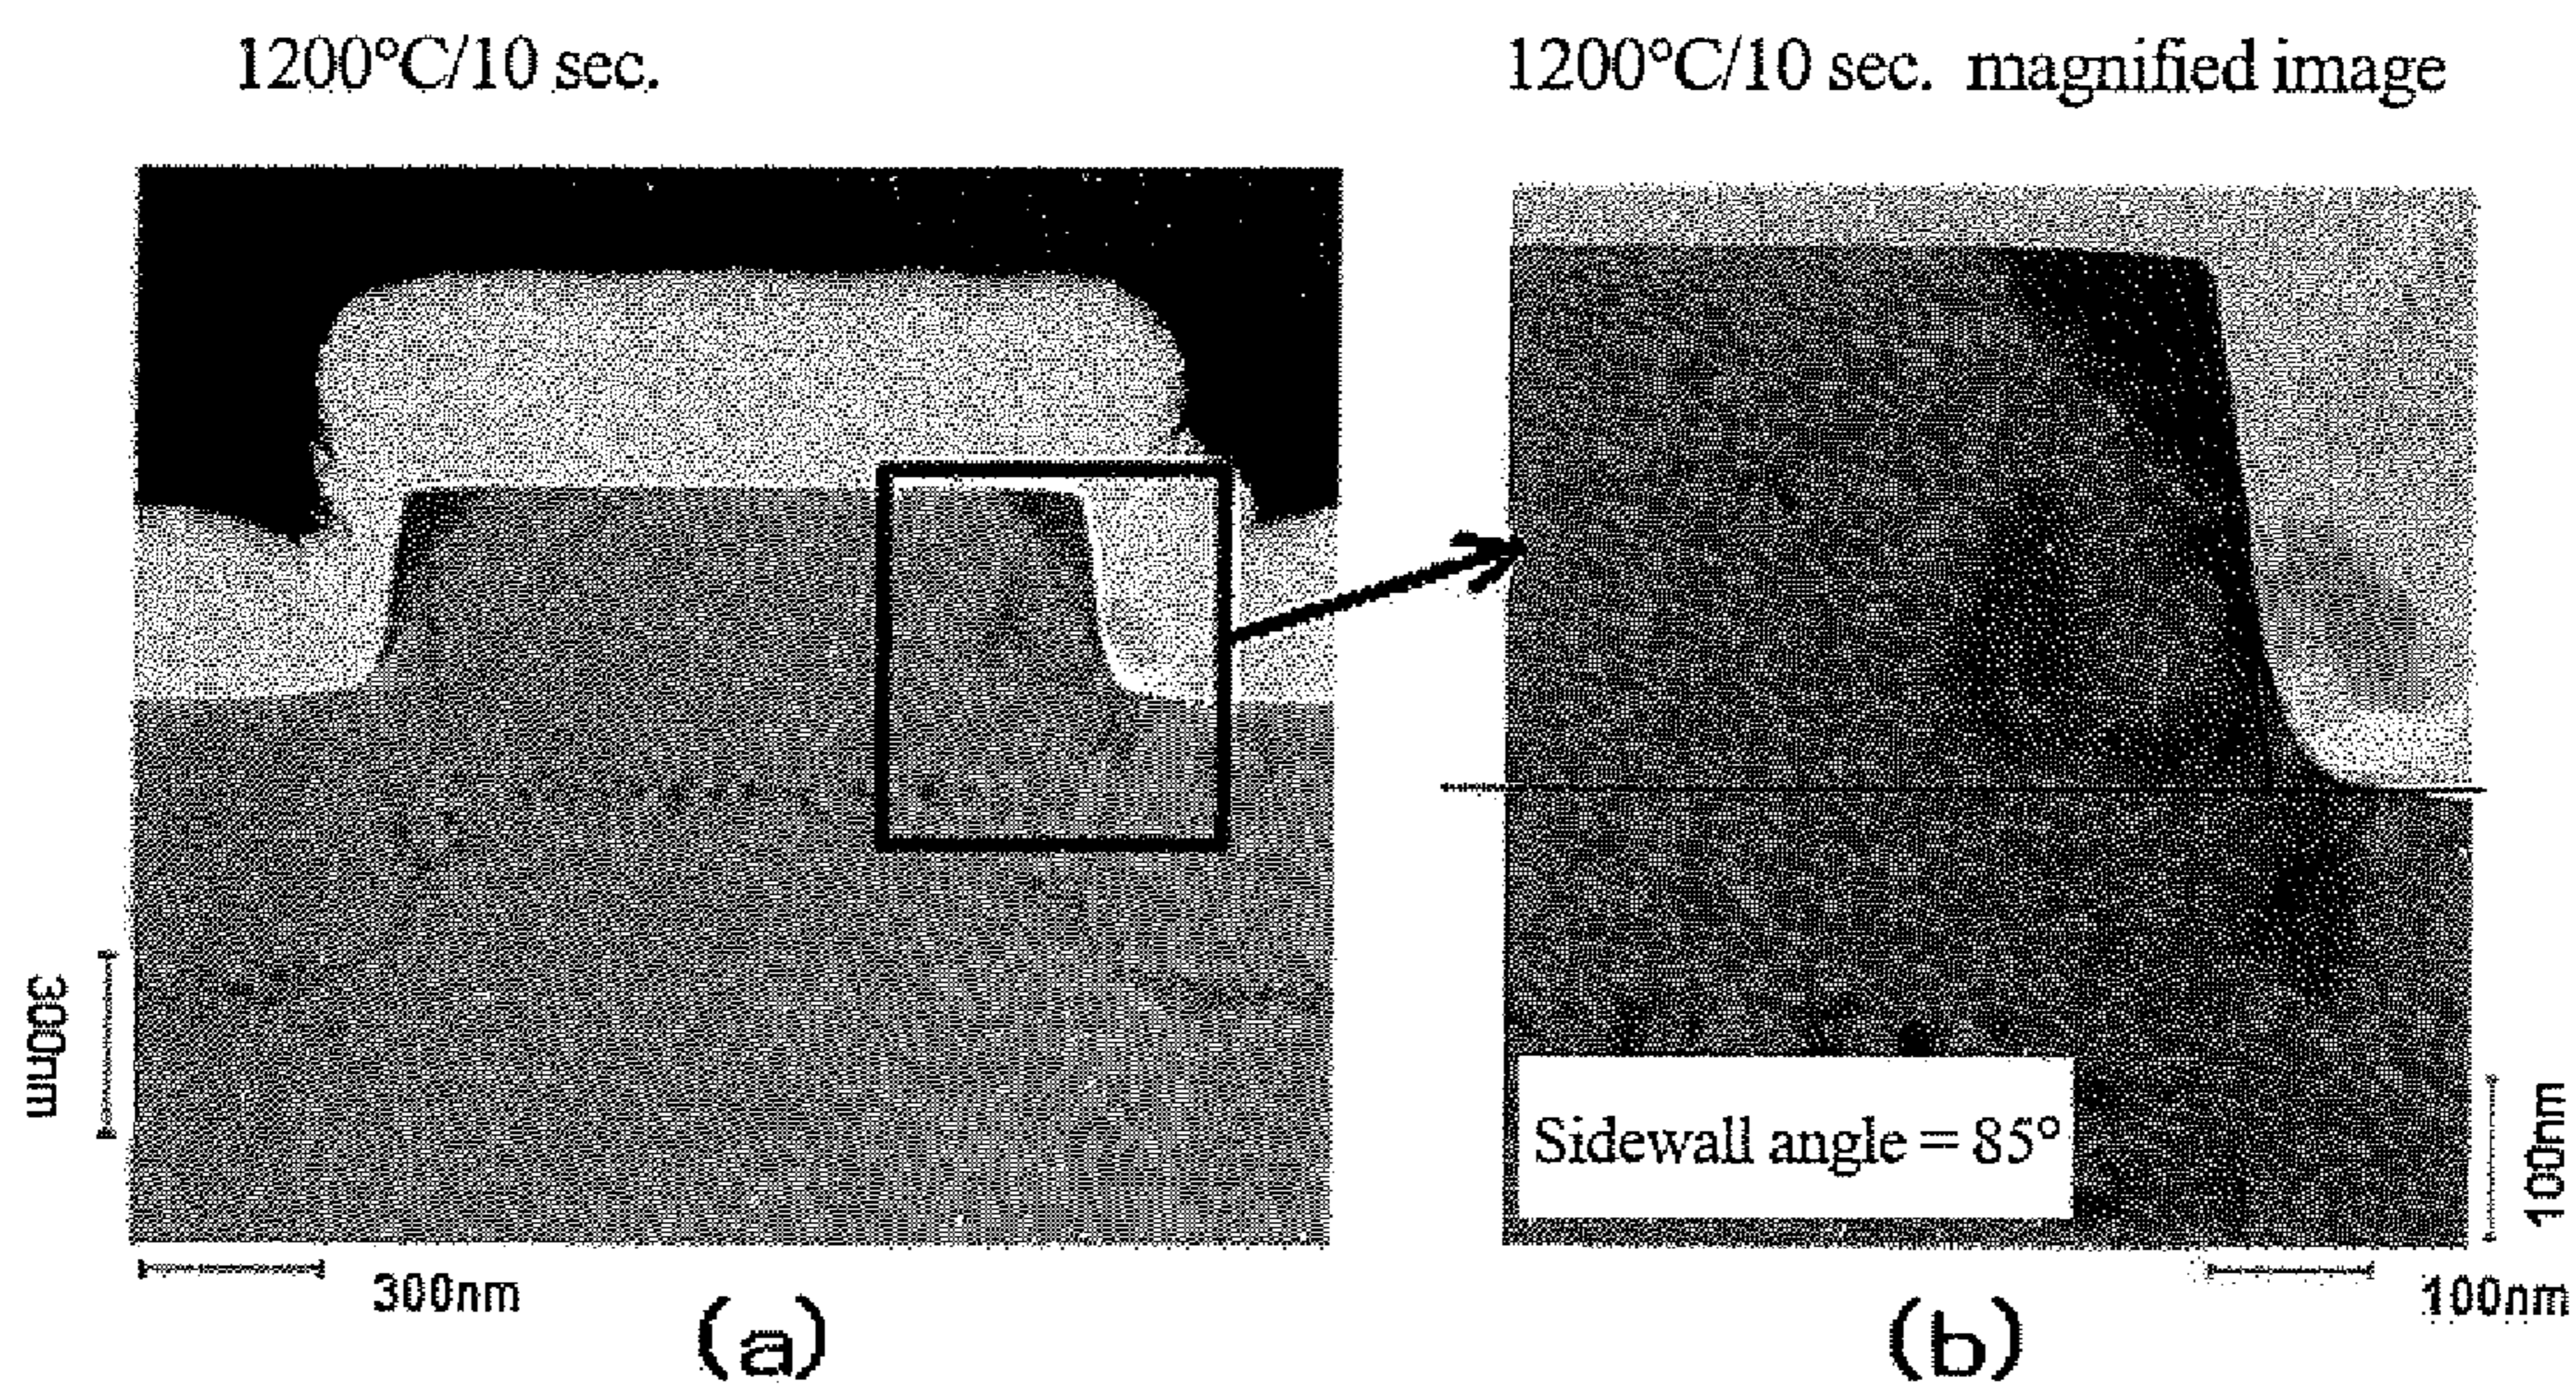 1200°C/10 sec.
1200°C/10 sec. magnified image
300nm
300nm
(a)
Sidewall angle = 85°
100nm
100nm
(b)